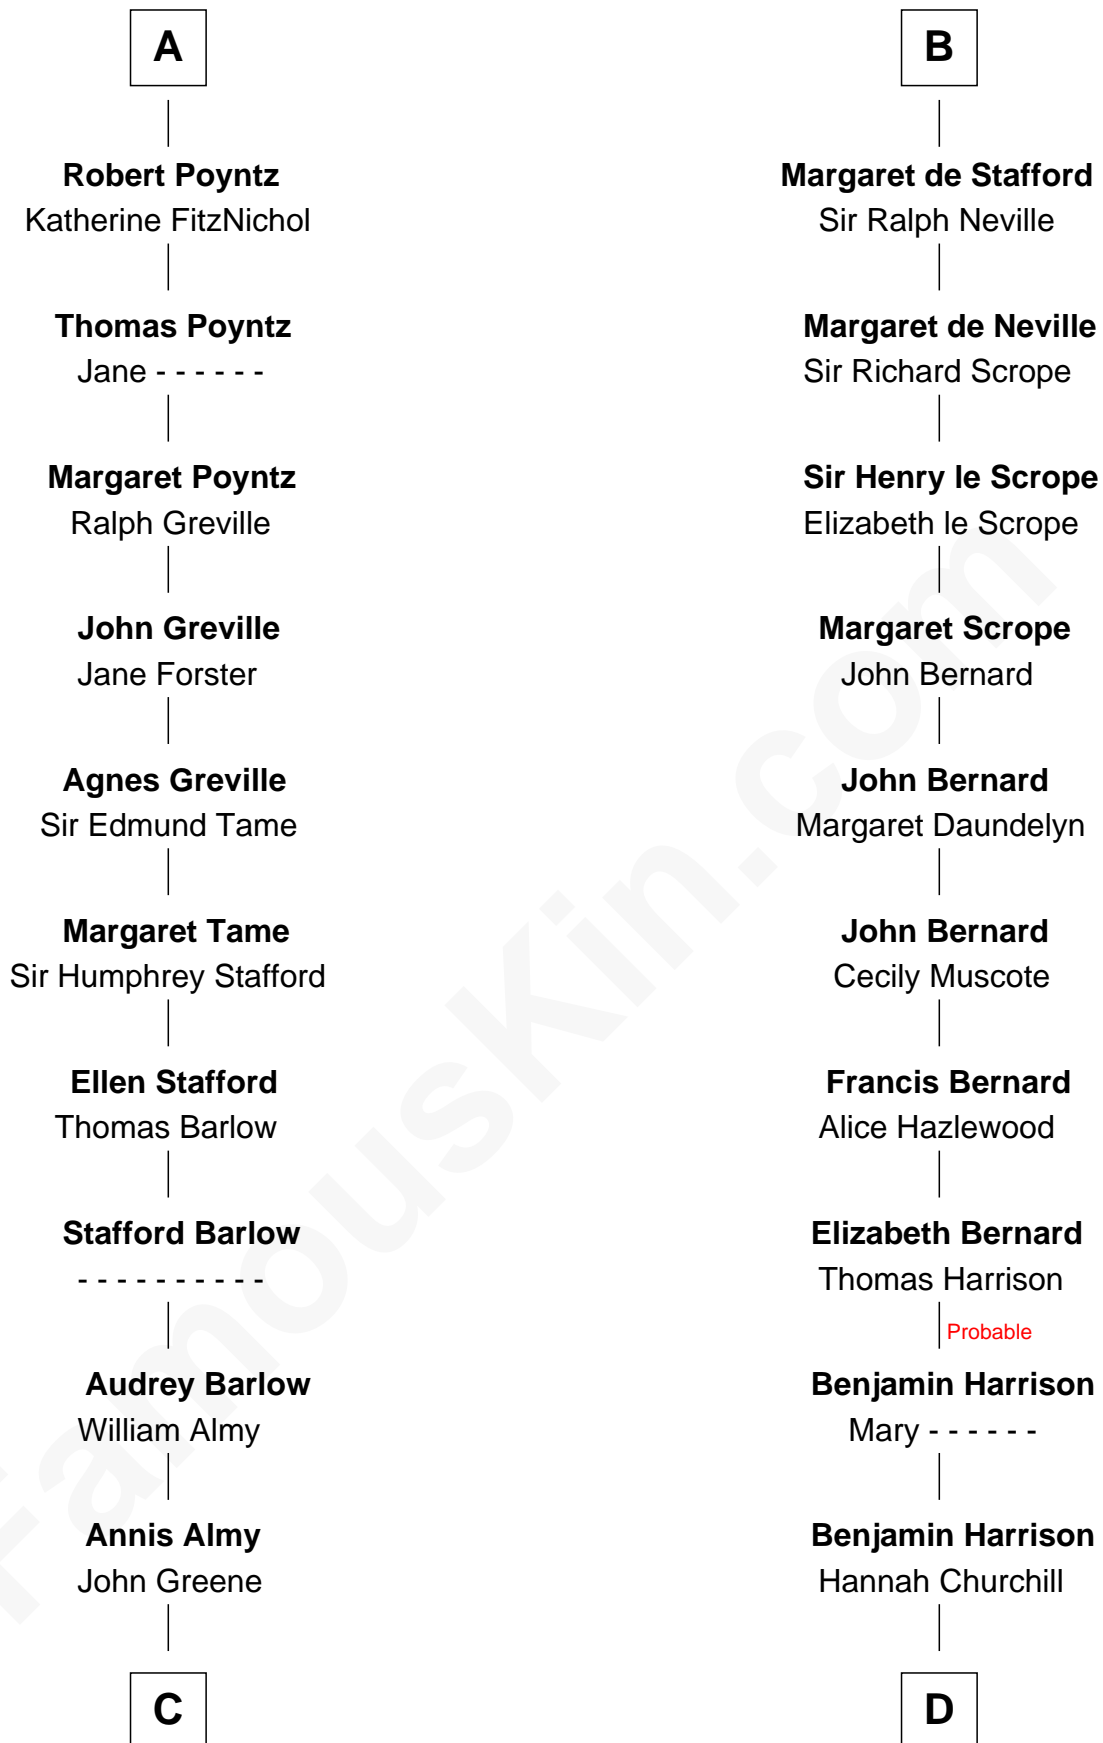 A
Robert Poyntz
Katherine FitzNichol
Thomas Poyntz
Jane - - - - - -
Margaret Poyntz
Ralph Greville
John Greville
Jane Forster
Agnes Greville
Sir Edmund Tame
Margaret Tame
Sir Humphrey Stafford
Ellen Stafford
Thomas Barlow
Stafford Barlow
- - - - - - - - - -
Audrey Barlow
William Almy
Annis Almy
John Greene
C
B
Margaret de Stafford
Sir Ralph Neville
Margaret de Neville
Sir Richard Scrope
Sir Henry le Scrope
Elizabeth le Scrope
Margaret Scrope
John Bernard
John Bernard
Margaret Daundelyn
John Bernard
Cecily Muscote
Francis Bernard
Alice Hazlewood
Elizabeth Bernard
Thomas Harrison
Probable
Benjamin Harrison
Mary - - - - - -
Benjamin Harrison
Hannah Churchill
D
FamousKin.com